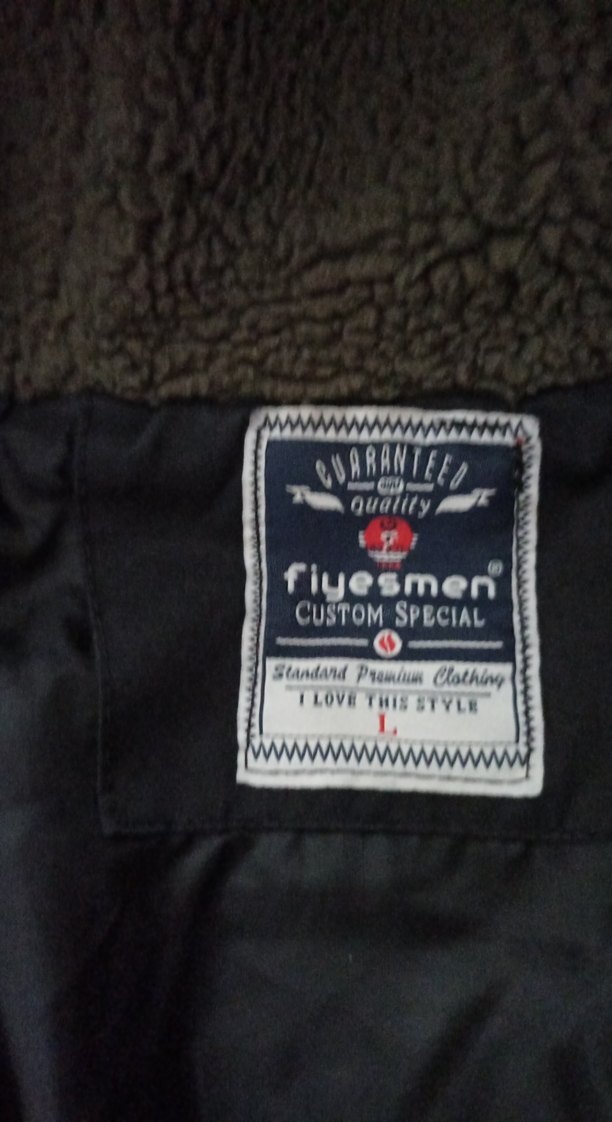 GUARANTEED
and
Quality
fiyesmen®
CUSTOM SPECIAL
Standard Premium Clothing
I LOVE THIS STYLE
L